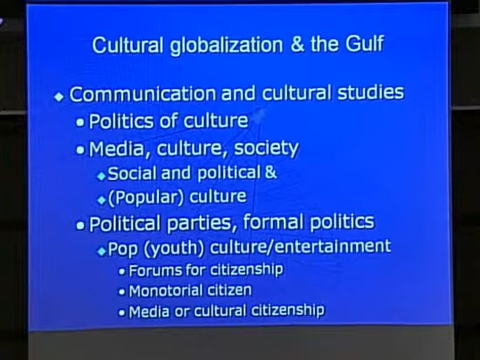 Cultural globalization & the Gulf
Communication and cultural studies
Politics of culture
Media, culture, society
Social and political &
(Popular) culture
Political parties, formal politics
Pop (youth) culture/entertainment
Forums for citizenship
Monotorial citizen
Media or cultural citizenship